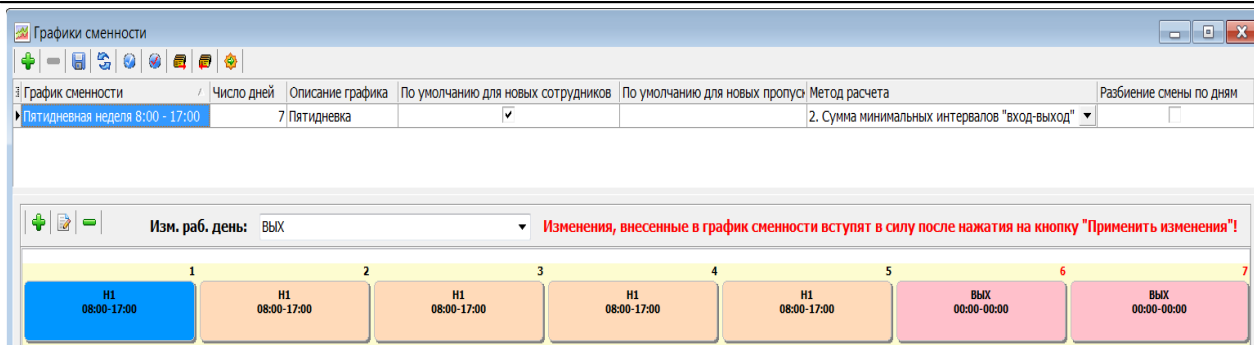 Графики сменности
График сменности Число дней Описание графика По умолчанию для новых сотрудников По умолчанию для новых пропуск Метод расчета Разбиение смены по дням
Пятидневная неделя 8:00 - 17:00 7 Пятидневка 2. Сумма минимальных интервалов "вход-выход"
Изм. раб. день: ВЫХ Изменения, внесенные в график сменности вступят в силу после нажатия на кнопку "Применить изменения"!
1 2 3 4 5 6 7
Н1 Н1 Н1 Н1 Н1 ВЫХ ВЫХ
08:00-17:00 08:00-17:00 08:00-17:00 08:00-17:00 08:00-17:00 00:00-00:00 00:00-00:00